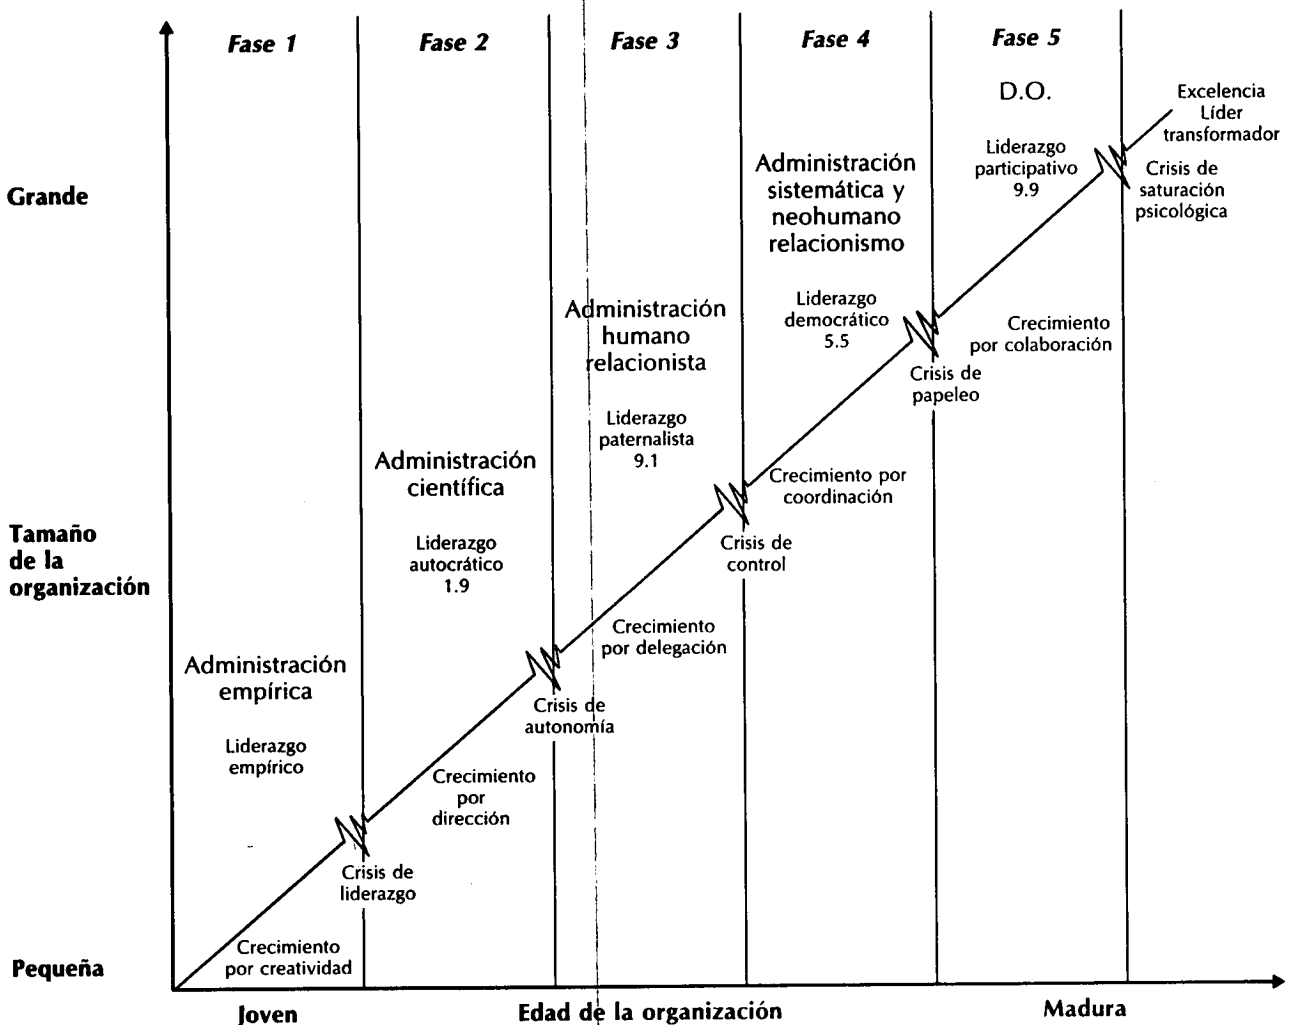 Fase 1
Fase 2
Fase 3
Fase 4
Fase 5
D.O.
Excelencia
Líder
transformador
Liderazgo
participativo
9.9
Crisis de
saturación
psicológica
Grande
Administración
sistemática y
neohumano
relacionismo
Liderazgo
democrático
5.5
Crecimiento
por colaboración
Crisis de
papeleo
Administración
humano
relacionista
Liderazgo
paternalista
9.1
Crecimiento por
coordinación
Crisis de
control
Administración
científica
Liderazgo
autocrático
1.9
Tamaño
de la
organización
Crecimiento
por delegación
Crisis de
autonomía
Administración
empírica
Liderazgo
empírico
Crecimiento
por
dirección
Crisis de
liderazgo
Crecimiento
por creatividad
Pequeña
Joven
Edad de la organización
Madura